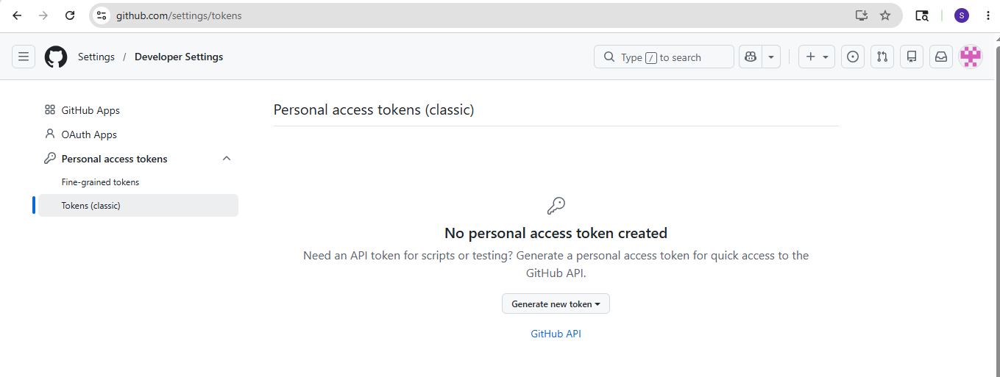 github.com/settings/tokens
S
Settings / Developer Settings
Type / to search
GitHub Apps
OAuth Apps
Personal access tokens
Fine-grained tokens
Tokens (classic)
Personal access tokens (classic)
No personal access token created
Need an API token for scripts or testing? Generate a personal access token for quick access to the
GitHub API.
Generate new token
GitHub API